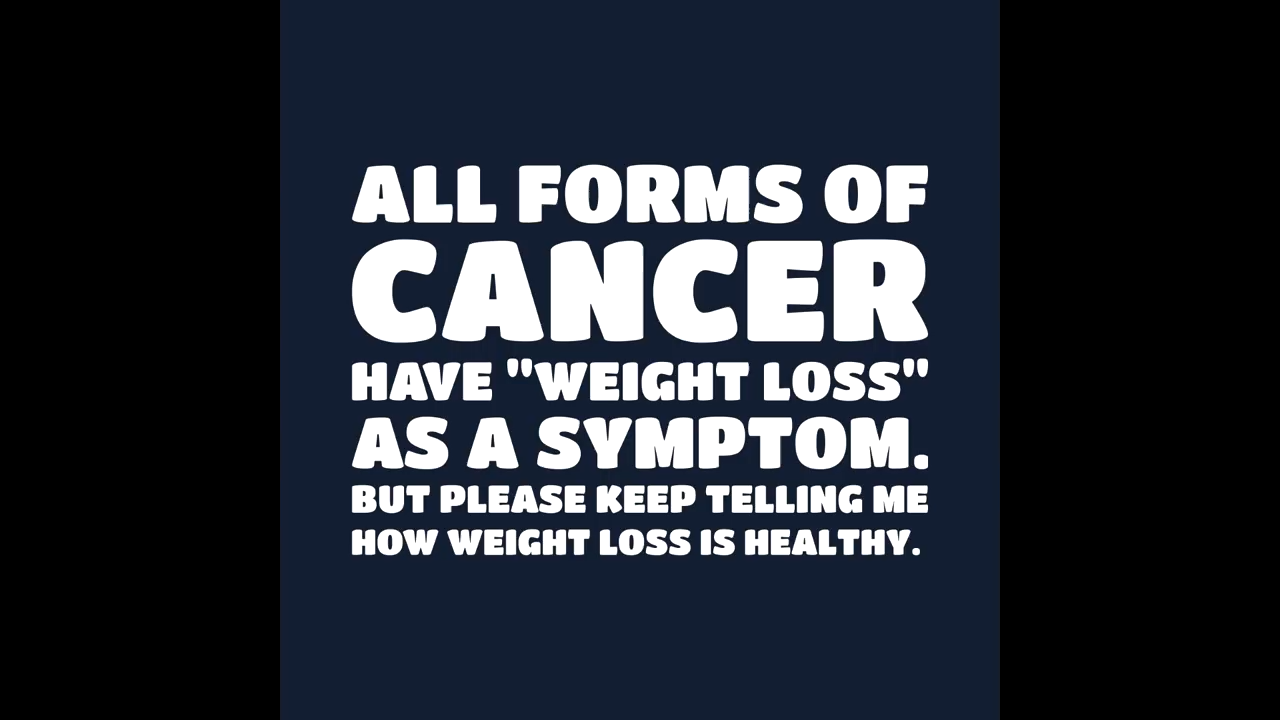 ALL FORMS OF
CANCER
HAVE "WEIGHT LOSS"
AS A SYMPTOM.
BUT PLEASE KEEP TELLING ME
HOW WEIGHT LOSS IS HEALTHY.